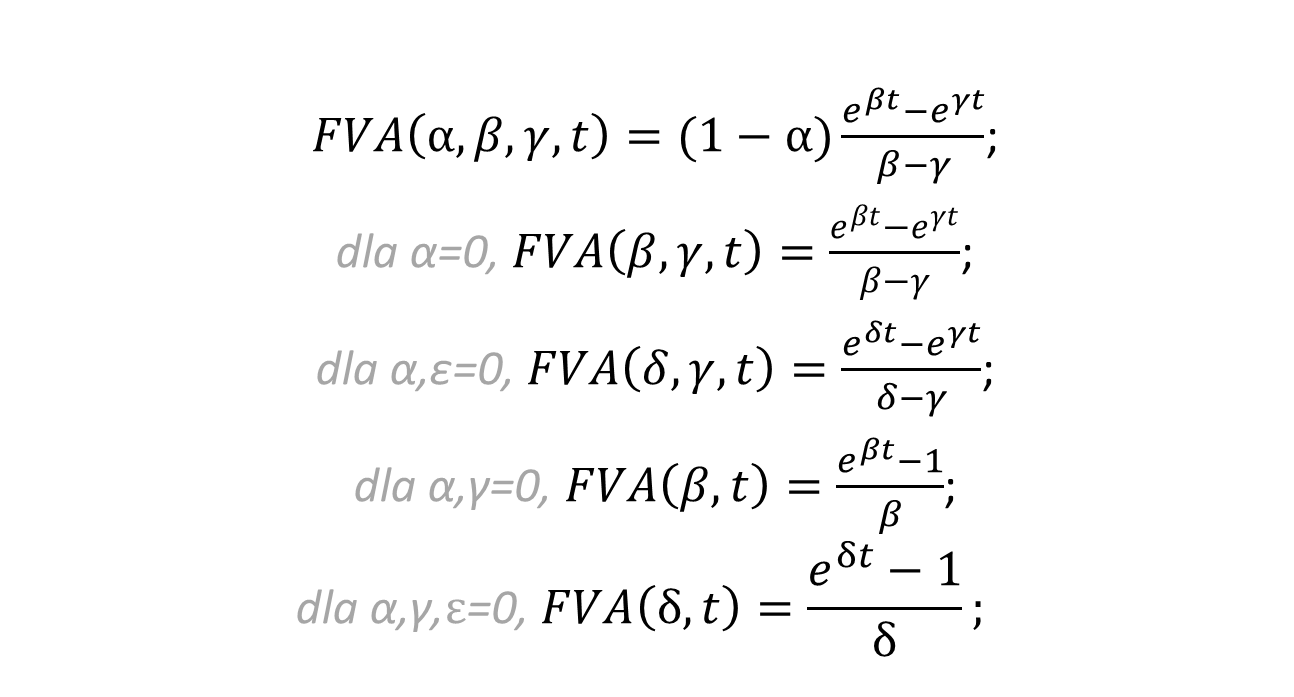 FVA(α, β, γ, t) = (1 − α) (e^{βt} − e^{γt})/(β−γ);
dla α=0, FVA(β, γ, t) = (e^{βt} − e^{γt})/(β−γ);
dla α,ε=0, FVA(δ, γ, t) = (e^{δt} − e^{γt})/(δ−γ);
dla α,γ=0, FVA(β, t) = (e^{βt} − 1)/β;
dla α,γ,ε=0, FVA(δ, t) = (e^{δt} − 1)/δ;